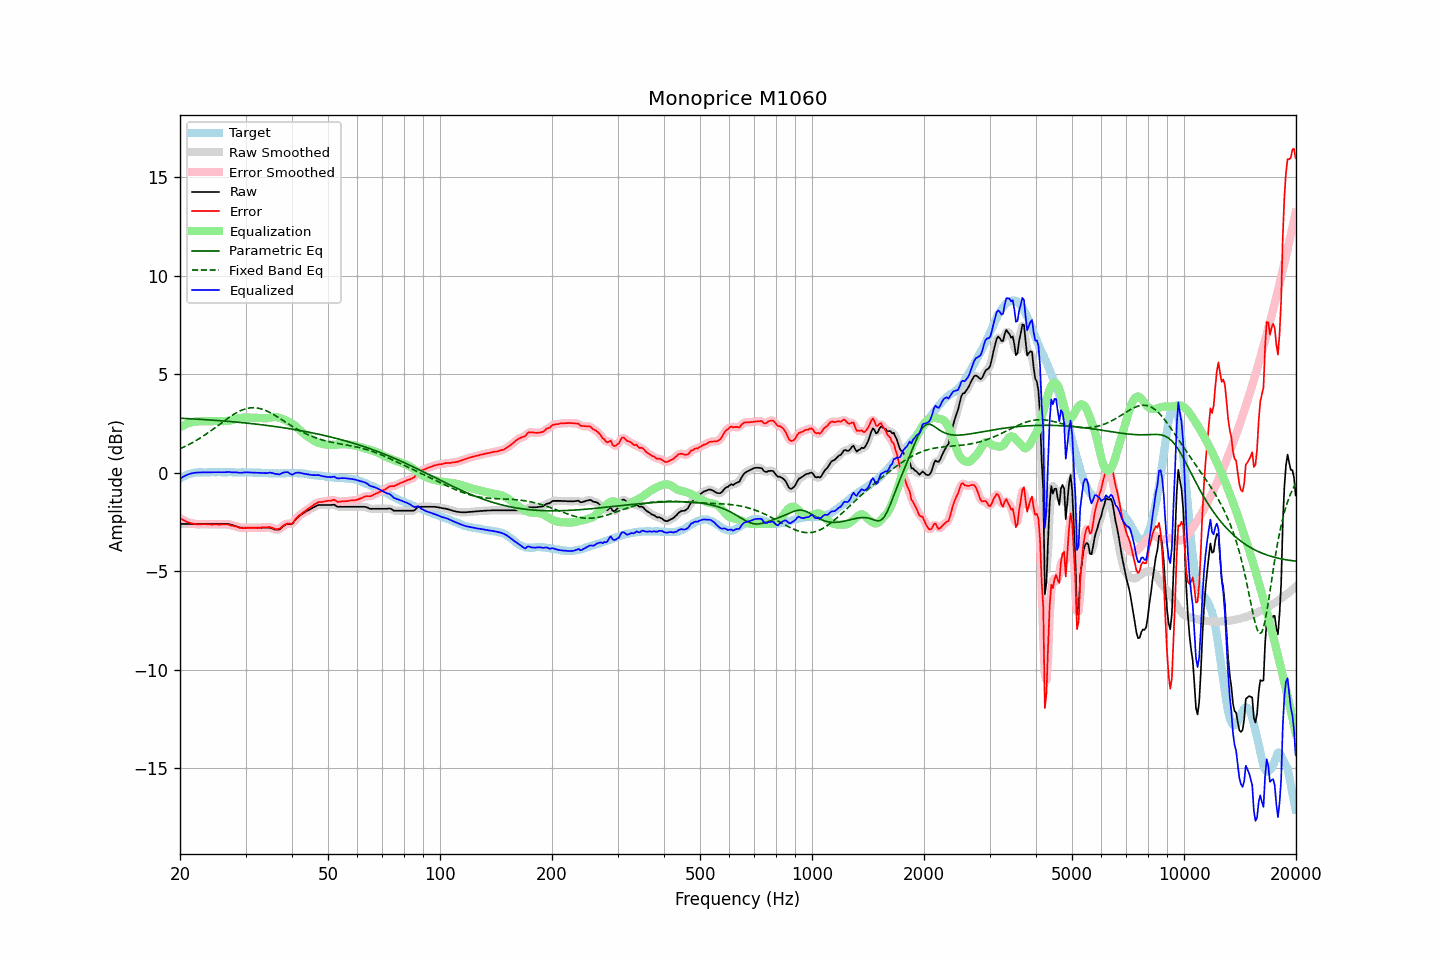 Monoprice M1060
Target
Raw Smoothed
Error Smoothed
Raw
Error
Equalization
Parametric Eq
Fixed Band Eq
Equalized
Amplitude (dBr)
15
10
5
0
−5
−10
−15
20
50
100
200
500
1000
2000
5000
10000
20000
Frequency (Hz)